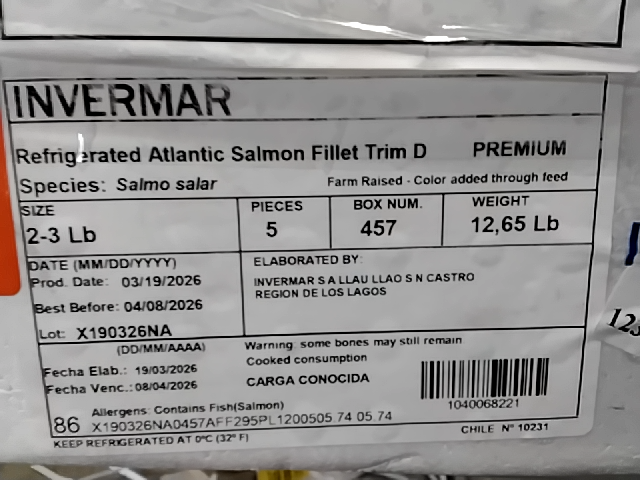 INVERMAR
Refrigerated Atlantic Salmon Fillet Trim D PREMIUM
Species: Salmo salar Farm Raised - Color added through feed
SIZE PIECES BOX NUM. WEIGHT
2-3 Lb 5 457 12,65 Lb
DATE (MM/DD/YYYY) ELABORATED BY:
Prod. Date: 03/19/2026 INVERMAR S A LLAU LLAO S N CASTRO
Best Before: 04/08/2026 REGION DE LOS LAGOS
Lot: X190326NA
(DD/MM/AAAA) Warning: some bones may still remain
Fecha Elab.: 19/03/2026 Cooked consumption
Fecha Venc.: 08/04/2026 CARGA CONOCIDA
1040068221
Allergens: Contains Fish(Salmon)
86 X190326NA0457AFF295PL1200505 74 05.74
CHILE N° 10231
KEEP REFRIGERATED AT 0°C (32° F)